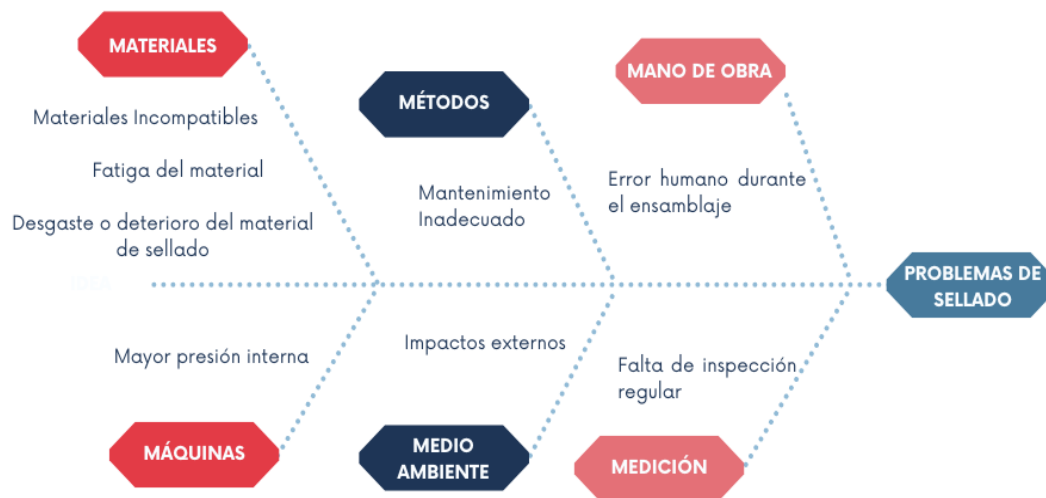 MATERIALES
Materiales Incompatibles
Fatiga del material
Desgaste o deterioro del material
de sellado
MÉTODOS
Mantenimiento
Inadecuado
MANO DE OBRA
Error humano durante
el ensamblaje
PROBLEMAS DE
SELLADO
Mayor presión interna
MÁQUINAS
Impactos externos
MEDIO
AMBIENTE
Falta de inspección
regular
MEDICIÓN